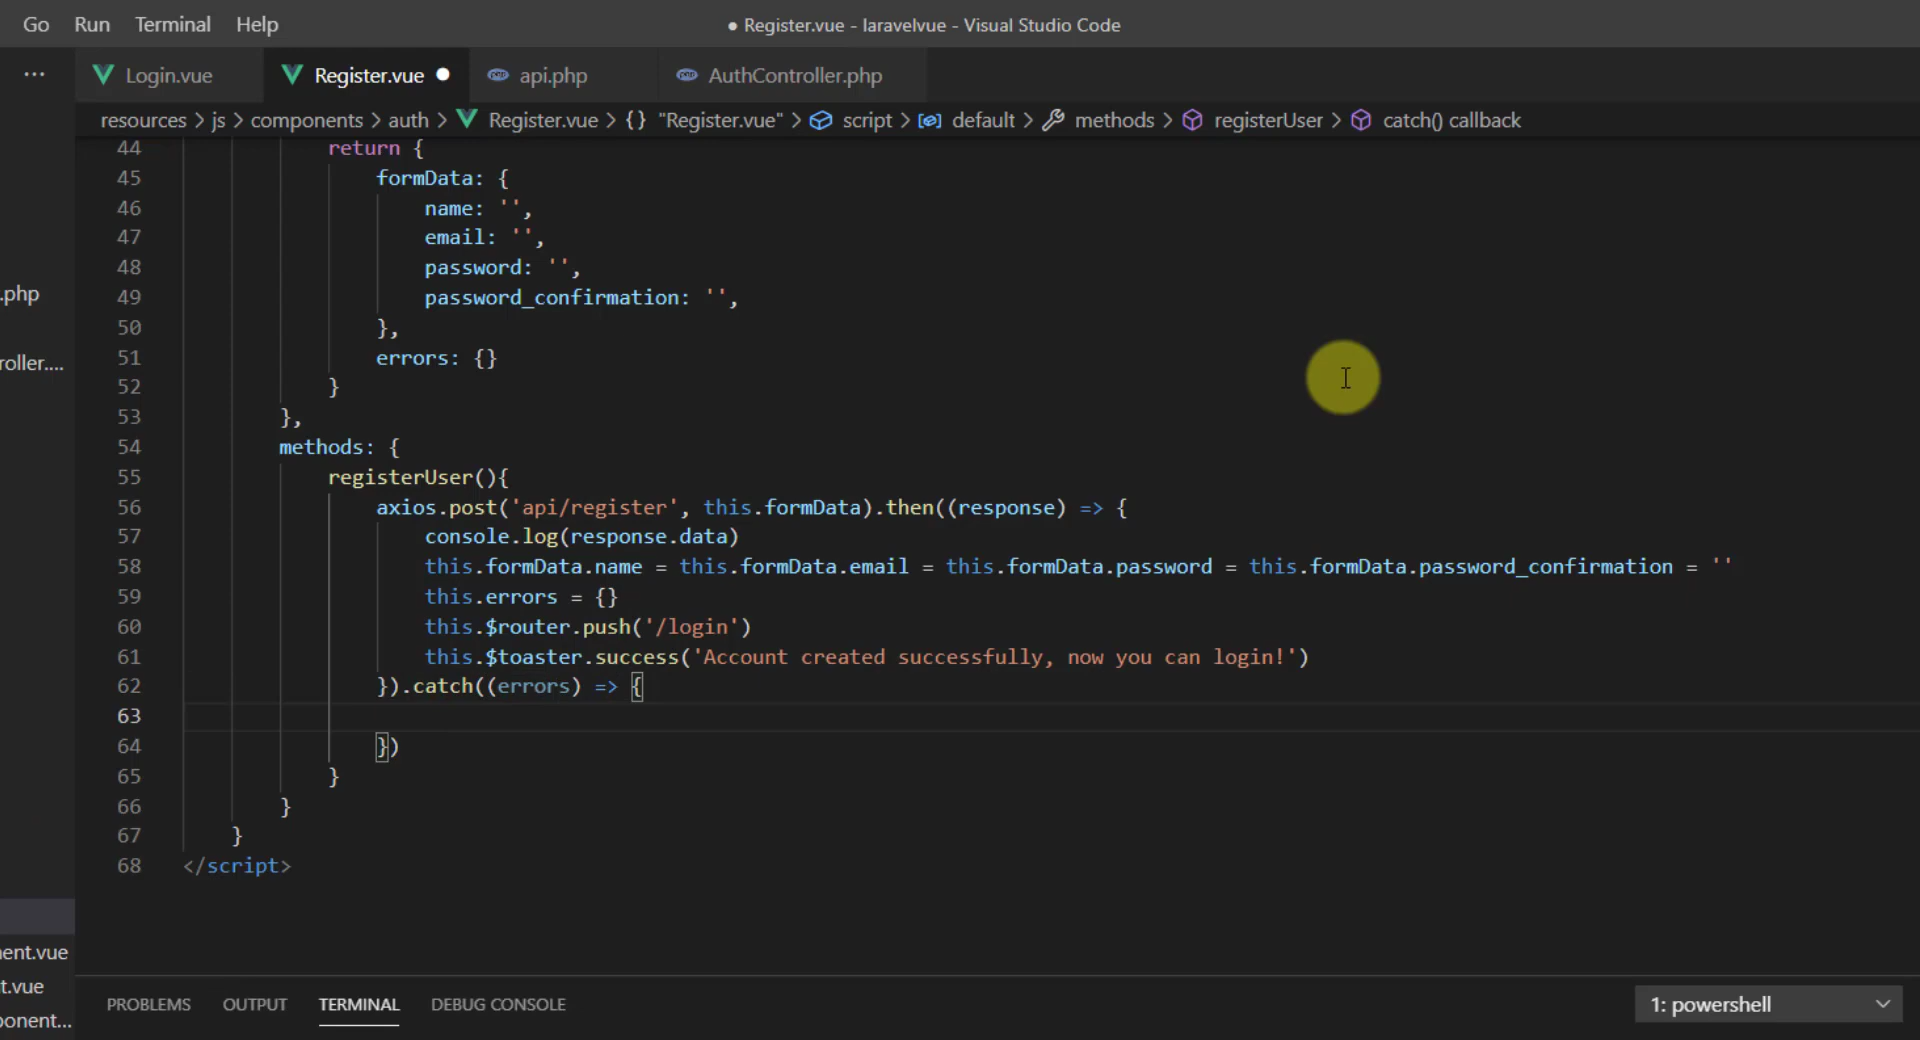 Go Run Terminal Help
● Register.vue - laravelvue - Visual Studio Code
... Login.vue Register.vue ● api.php AuthController.php
resources > js > components > auth > Register.vue > {} "Register.vue" > script > default > methods > registerUser > catch() callback
.php
roller....
nent.vue
t.vue
ponent...
44 return {
45 formData: {
46 name: '',
47 email: '',
48 password: '',
49 password_confirmation: '',
50 },
51 errors: {}
52 }
53 },
54 methods: {
55 registerUser(){
56 axios.post('api/register', this.formData).then((response) => {
57 console.log(response.data)
58 this.formData.name = this.formData.email = this.formData.password = this.formData.password_confirmation = ''
59 this.errors = {}
60 this.$router.push('/login')
61 this.$toaster.success('Account created successfully, now you can login!')
62 }).catch((errors) => {
63
64 })
65 }
66 }
67 }
68 </script>
PROBLEMS OUTPUT TERMINAL DEBUG CONSOLE
1: powershell